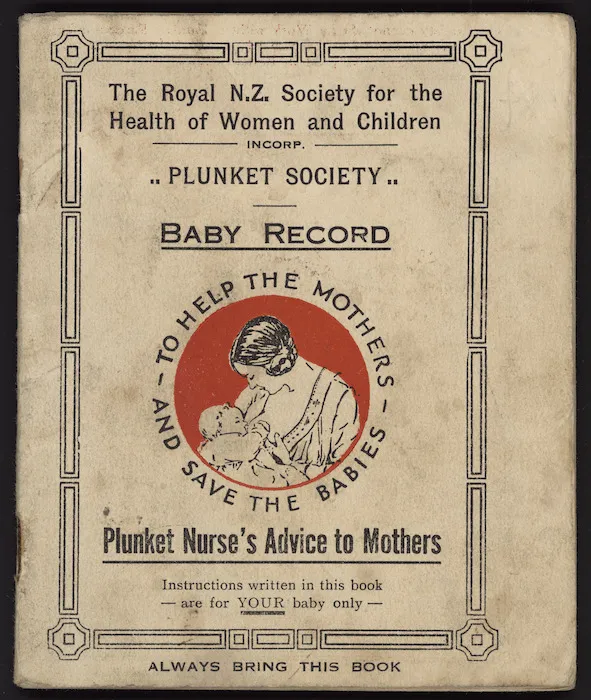 The Royal N.Z. Society for the
Health of Women and Children
INCORP.
.. PLUNKET SOCIETY ..
BABY RECORD
— TO HELP THE MOTHERS —
AND SAVE THE BABIES
Plunket Nurse's Advice to Mothers
Instructions written in this book
— are for YOUR baby only —
ALWAYS BRING THIS BOOK